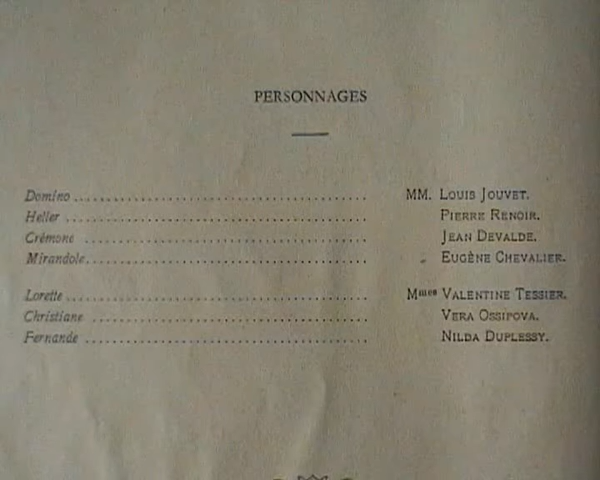 PERSONNAGES
Domino ........................................ MM. LOUIS JOUVET.
Heller ........................................ PIERRE RENOIR.
Crémone ........................................ JEAN DEVALDE.
Mirandole ........................................ EUGÈNE CHEVALIER.
Lorette ........................................ Mmes VALENTINE TESSIER.
Christiane ........................................ VERA OSSIPOVA.
Fernande ........................................ NILDA DUPLESSY.